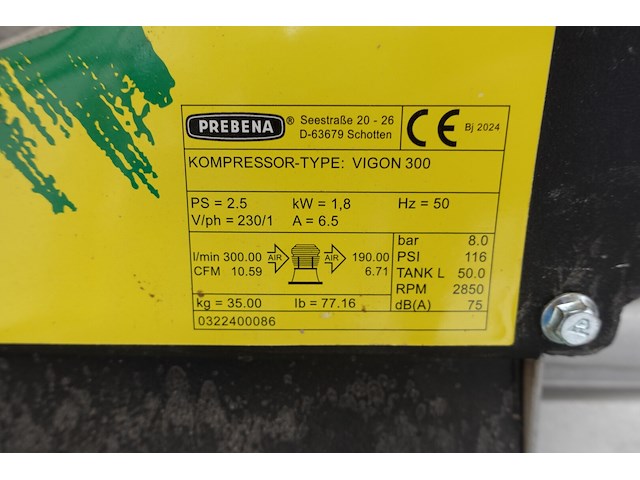 PREBENA ® Seestraße 20 - 26
D-63679 Schotten
CE Bj 2024
KOMPRESSOR-TYPE: VIGON 300
PS = 2.5 kW = 1,8 Hz = 50
V/ph = 230/1 A = 6.5
l/min 300.00 AIR AIR 190.00
CFM 10.59 6.71
bar 8.0
PSI 116
TANK L 50.0
RPM 2850
dB(A) 75
kg = 35.00 lb = 77.16
0322400086